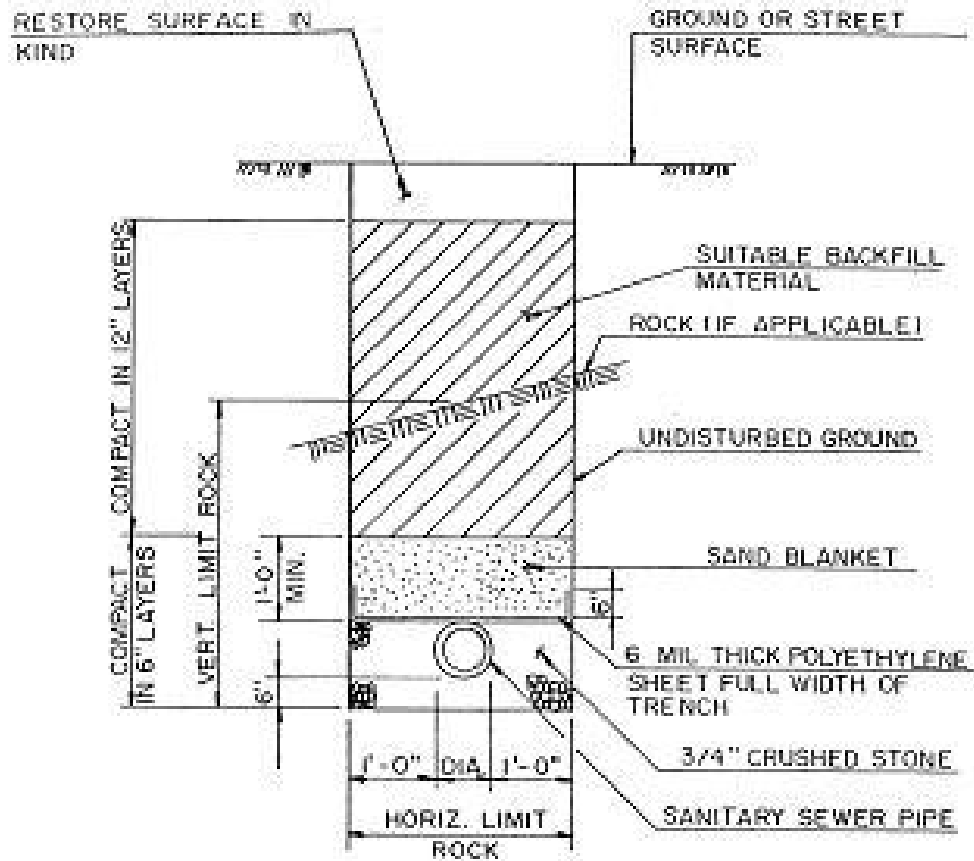 RESTORE SURFACE IN
KIND
GROUND OR STREET
SURFACE
SUITABLE BACKFILL
MATERIAL
ROCK (IF APPLICABLE)
UNDISTURBED GROUND
SAND BLANKET
6"
6 MIL THICK POLYETHYLENE
SHEET FULL WIDTH OF
TRENCH
3/4" CRUSHED STONE
SANITARY SEWER PIPE
COMPACT IN 12" LAYERS
COMPACT
IN 6" LAYERS
VERT. LIMIT ROCK
1'-0"
MIN.
6"
1'-0" DIA. 1'-0"
HORIZ. LIMIT
ROCK